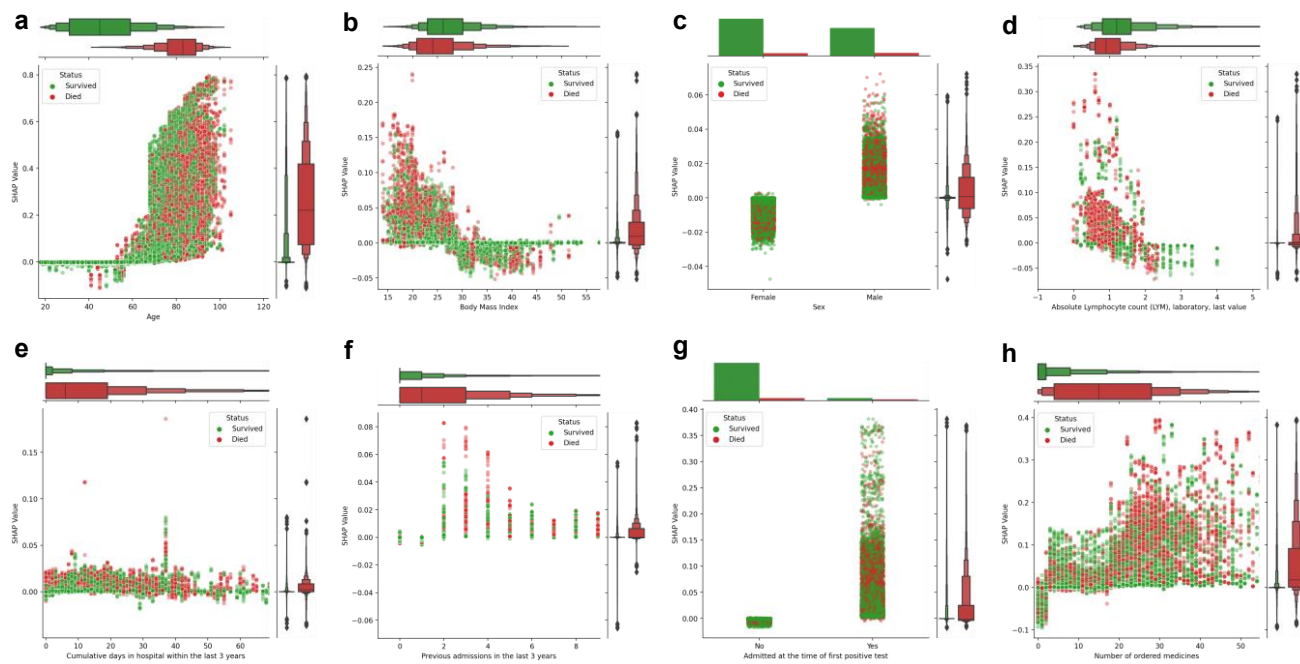 a
b
c
d
Status
Survived
Died
SHAP Value
0.8
0.6
0.4
0.2
0.0
20 40 60 80 100 120
Age
Status
Survived
Died
SHAP Value
0.25
0.20
0.15
0.10
0.05
0.00
−0.05
15 20 25 30 35 40 45 50 55
Body Mass Index
Status
Survived
Died
SHAP Value
0.06
0.04
0.02
0.00
−0.02
−0.04
Female Male
Sex
Status
Survived
Died
SHAP Value
0.35
0.30
0.25
0.20
0.15
0.10
0.05
0.00
−0.05
−1 0 1 2 3 4 5
Absolute Lymphocyte count (LYM), laboratory, last value
e
f
g
h
Status
Survived
Died
SHAP Value
0.15
0.10
0.05
0.00
0 10 20 30 40 50 60
Cumulative days in hospital within the last 3 years
Status
Survived
Died
SHAP Value
0.08
0.06
0.04
0.02
0.00
−0.02
−0.04
−0.06
0 2 4 6 8
Previous admissions in the last 3 years
Status
Survived
Died
SHAP Value
0.40
0.35
0.30
0.25
0.20
0.15
0.10
0.05
0.00
No Yes
Admitted at the time of first positive test
Status
Survived
Died
SHAP Value
0.4
0.3
0.2
0.1
0.0
−0.1
0 10 20 30 40 50
Number of ordered medicines